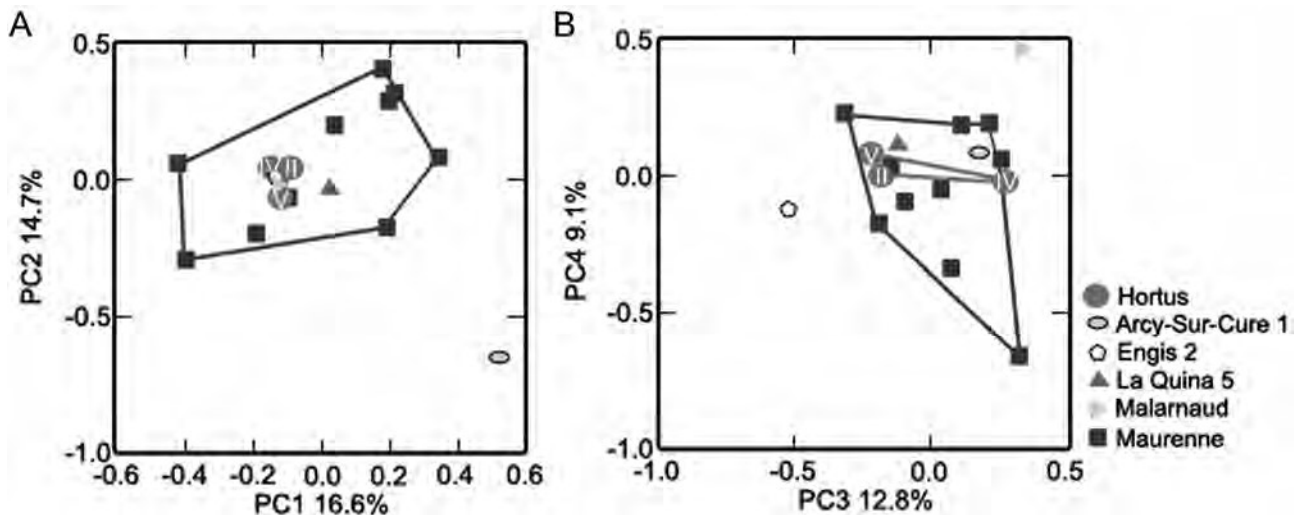 A
0.5
0.0
-0.5
-1.0
PC2 14.7%
-0.6 -0.4 -0.2 0.0 0.2 0.4 0.6
PC1 16.6%
B
0.5
0.0
-0.5
-1.0
PC4 9.1%
-1.0 -0.5 0.0 0.5
PC3 12.8%
Hortus
Arcy-Sur-Cure 1
Engis 2
La Quina 5
Malarnaud
Maurenne